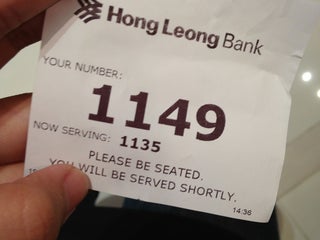 Hong Leong Bank
YOUR NUMBER:
1149
NOW SERVING: 1135
PLEASE BE SEATED.
YOU WILL BE SERVED SHORTLY.
14:36